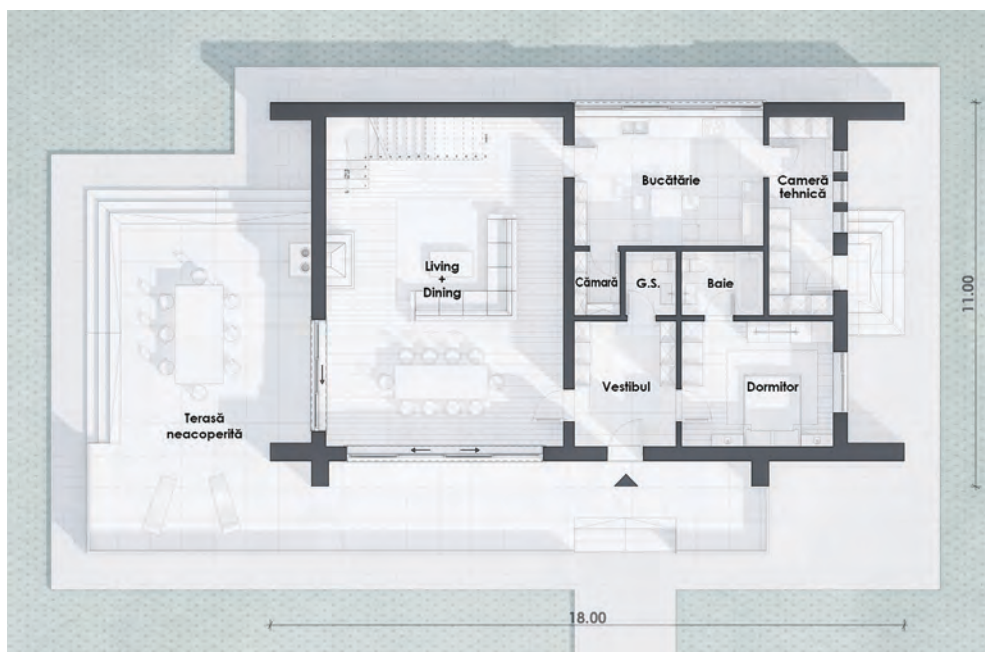 Bucătărie
Cameră
tehnică
Living
+
Dining
Cămară
G.S.
Baie
Vestibul
Dormitor
Terasă
neacoperită
11.00
18.00